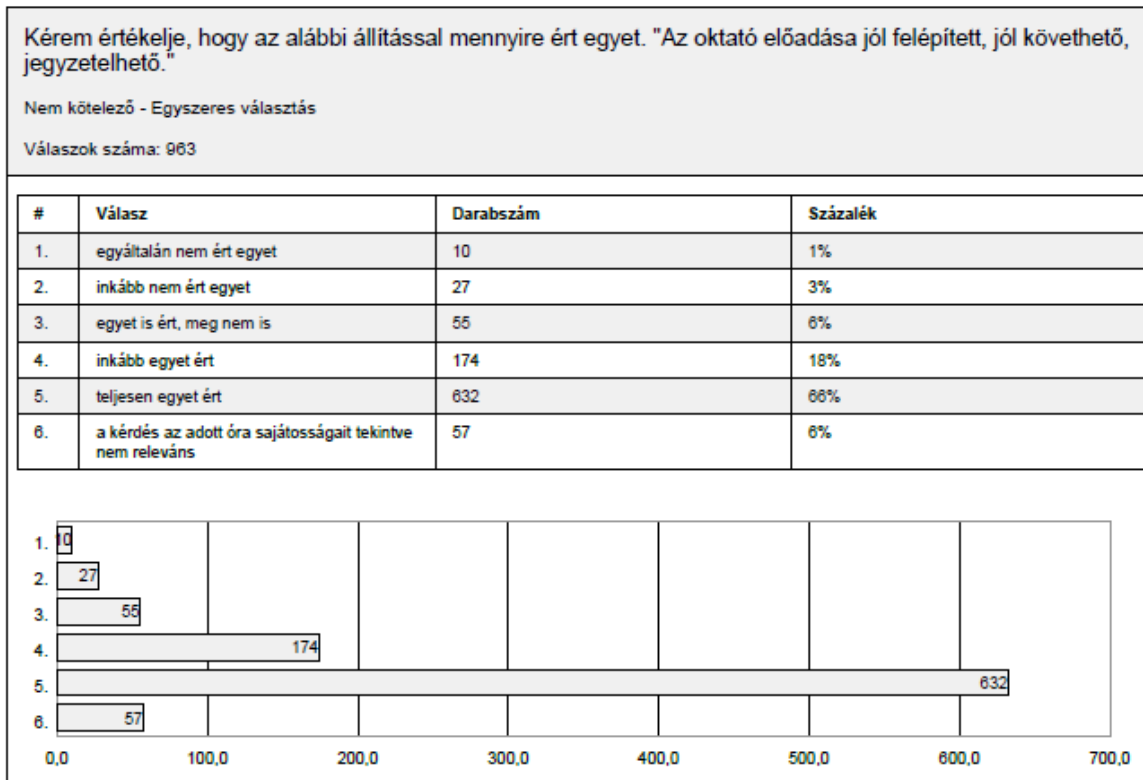 Kérem értékelje, hogy az alábbi állítással mennyire ért egyet. "Az oktató előadása jól felépített, jól követhető,
jegyzetelhető."
Nem kötelező - Egyszeres választás
Válaszok száma: 963
# Válasz Darabszám Százalék
1. egyáltalán nem ért egyet 10 1%
2. inkább nem ért egyet 27 3%
3. egyet is ért, meg nem is 55 6%
4. inkább egyet ért 174 18%
5. teljesen egyet ért 632 66%
6. a kérdés az adott óra sajátosságait tekintve 57 6%
nem releváns
1. 10
2. 27
3. 55
4. 174
5. 632
6. 57
0,0 100,0 200,0 300,0 400,0 500,0 600,0 700,0